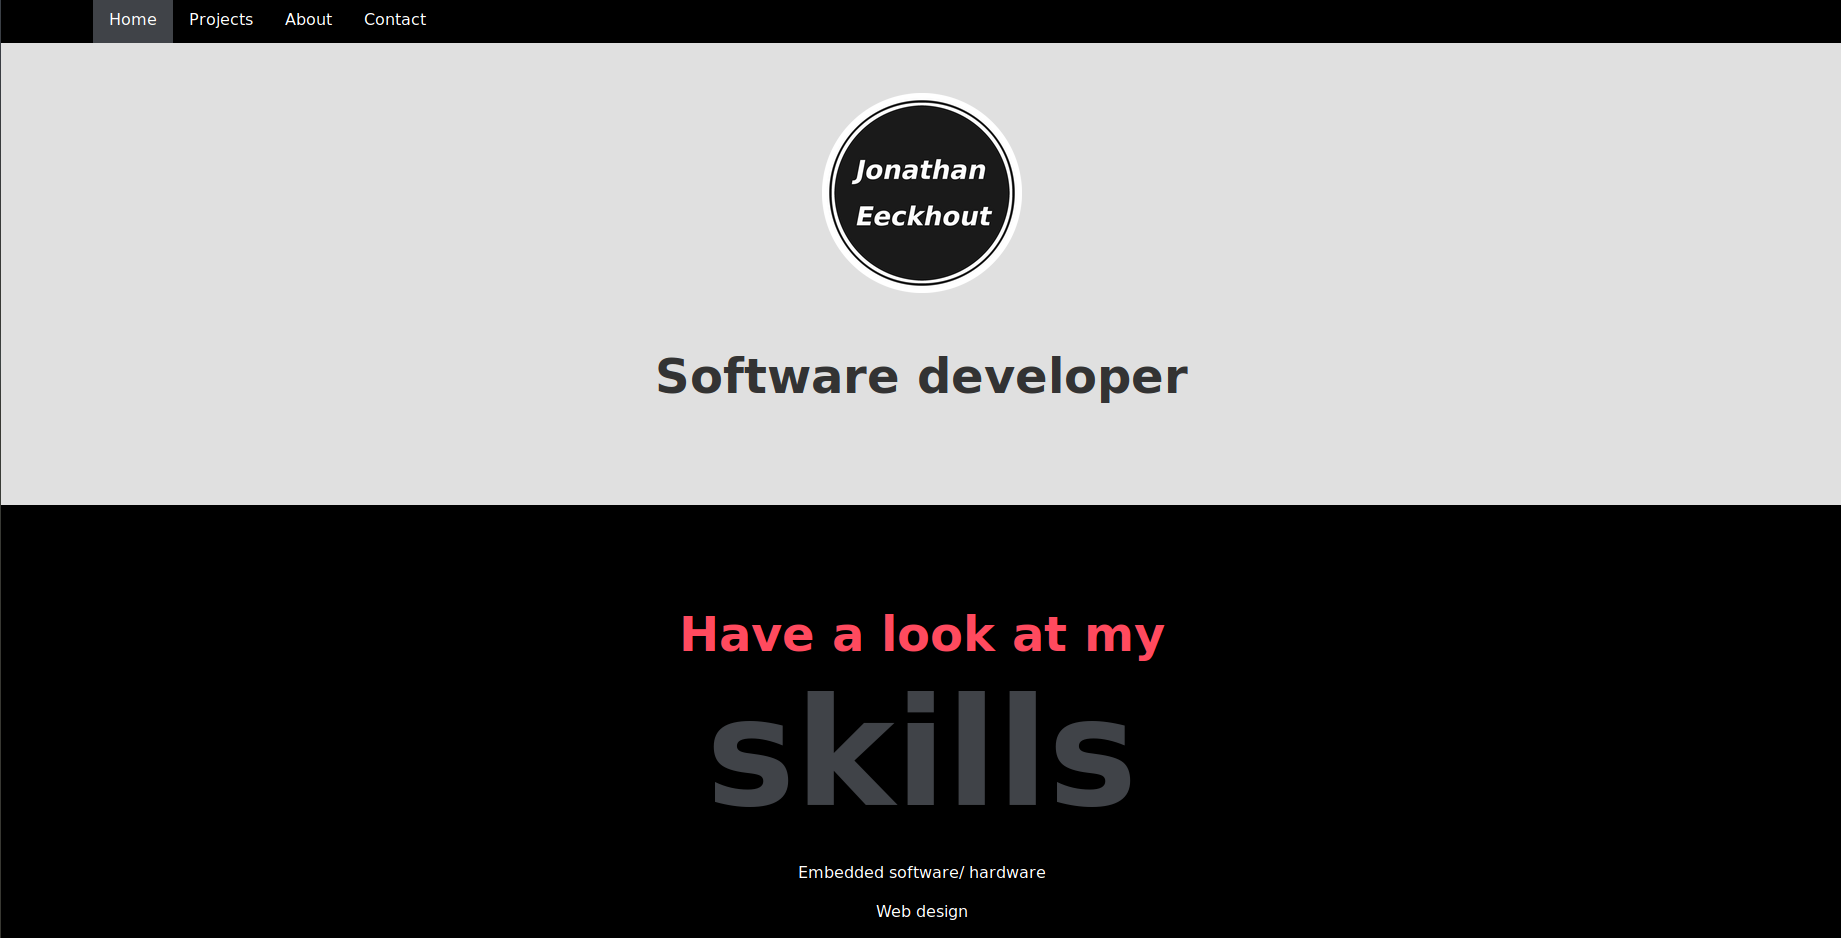 Home Projects About Contact
Jonathan
Eeckhout
Software developer
Have a look at my
skills
Embedded software/ hardware
Web design